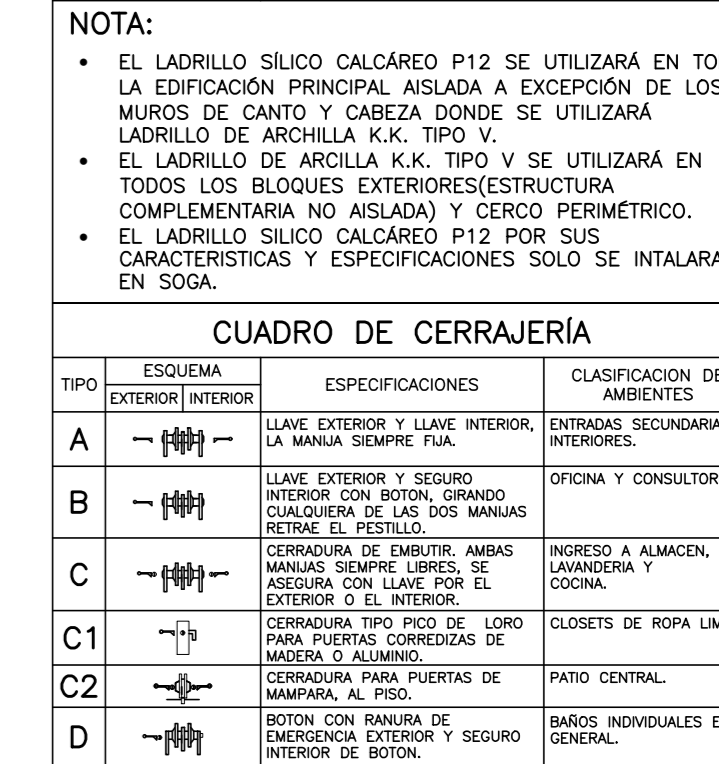 NOTA:
• EL LADRILLO SÍLICO CALCÁREO P12 SE UTILIZARÁ EN TO
LA EDIFICACIÓN PRINCIPAL AISLADA A EXCEPCIÓN DE LOS
MUROS DE CANTO Y CABEZA DONDE SE UTILIZARÁ
LADRILLO DE ARCHILLA K.K. TIPO V.
• EL LADRILLO DE ARCILLA K.K. TIPO V SE UTILIZARÁ EN
TODOS LOS BLOQUES EXTERIORES(ESTRUCTURA
COMPLEMENTARIA NO AISLADA) Y CERCO PERIMÉTRICO.
• EL LADRILLO SILICO CALCÁREO P12 POR SUS
CARACTERISTICAS Y ESPECIFICACIONES SOLO SE INTALARA
EN SOGA.
CUADRO DE CERRAJERÍA
TIPO
ESQUEMA
EXTERIOR INTERIOR
ESPECIFICACIONES
CLASIFICACION DE
AMBIENTES
A
LLAVE EXTERIOR Y LLAVE INTERIOR,
LA MANIJA SIEMPRE FIJA.
ENTRADAS SECUNDARIA
INTERIORES.
B
LLAVE EXTERIOR Y SEGURO
INTERIOR CON BOTON, GIRANDO
CUALQUIERA DE LAS DOS MANIJAS
RETRAE EL PESTILLO.
OFICINA Y CONSULTOR
C
CERRADURA DE EMBUTIR. AMBAS
MANIJAS SIEMPRE LIBRES, SE
ASEGURA CON LLAVE POR EL
EXTERIOR O EL INTERIOR.
INGRESO A ALMACEN,
LAVANDERIA Y
COCINA.
C1
CERRADURA TIPO PICO DE LORO
PARA PUERTAS CORREDIZAS DE
MADERA O ALUMINIO.
CLOSETS DE ROPA LIM
C2
CERRADURA PARA PUERTAS DE
MAMPARA, AL PISO.
PATIO CENTRAL.
D
BOTON CON RANURA DE
EMERGENCIA EXTERIOR Y SEGURO
INTERIOR DE BOTON.
BAÑOS INDIVIDUALES E
GENERAL.